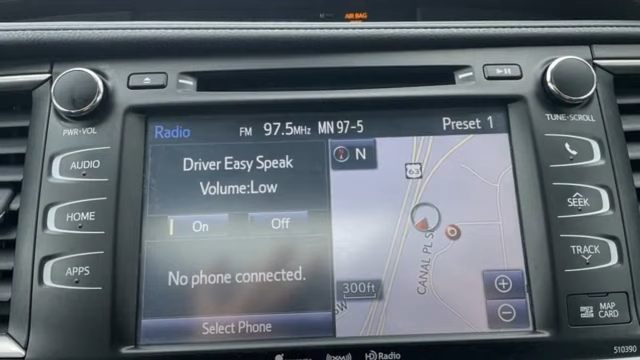 AIR BAG
PWR•VOL
AUDIO
HOME
APPS
Radio FM 97.5MHz MN 97-5 Preset 1
Driver Easy Speak
Volume:Low
On Off
No phone connected.
Select Phone
N
63
CANAL PL S
300ft
TUNE•SCROLL
SEEK
TRACK
MAP
CARD
510390
HD Radio